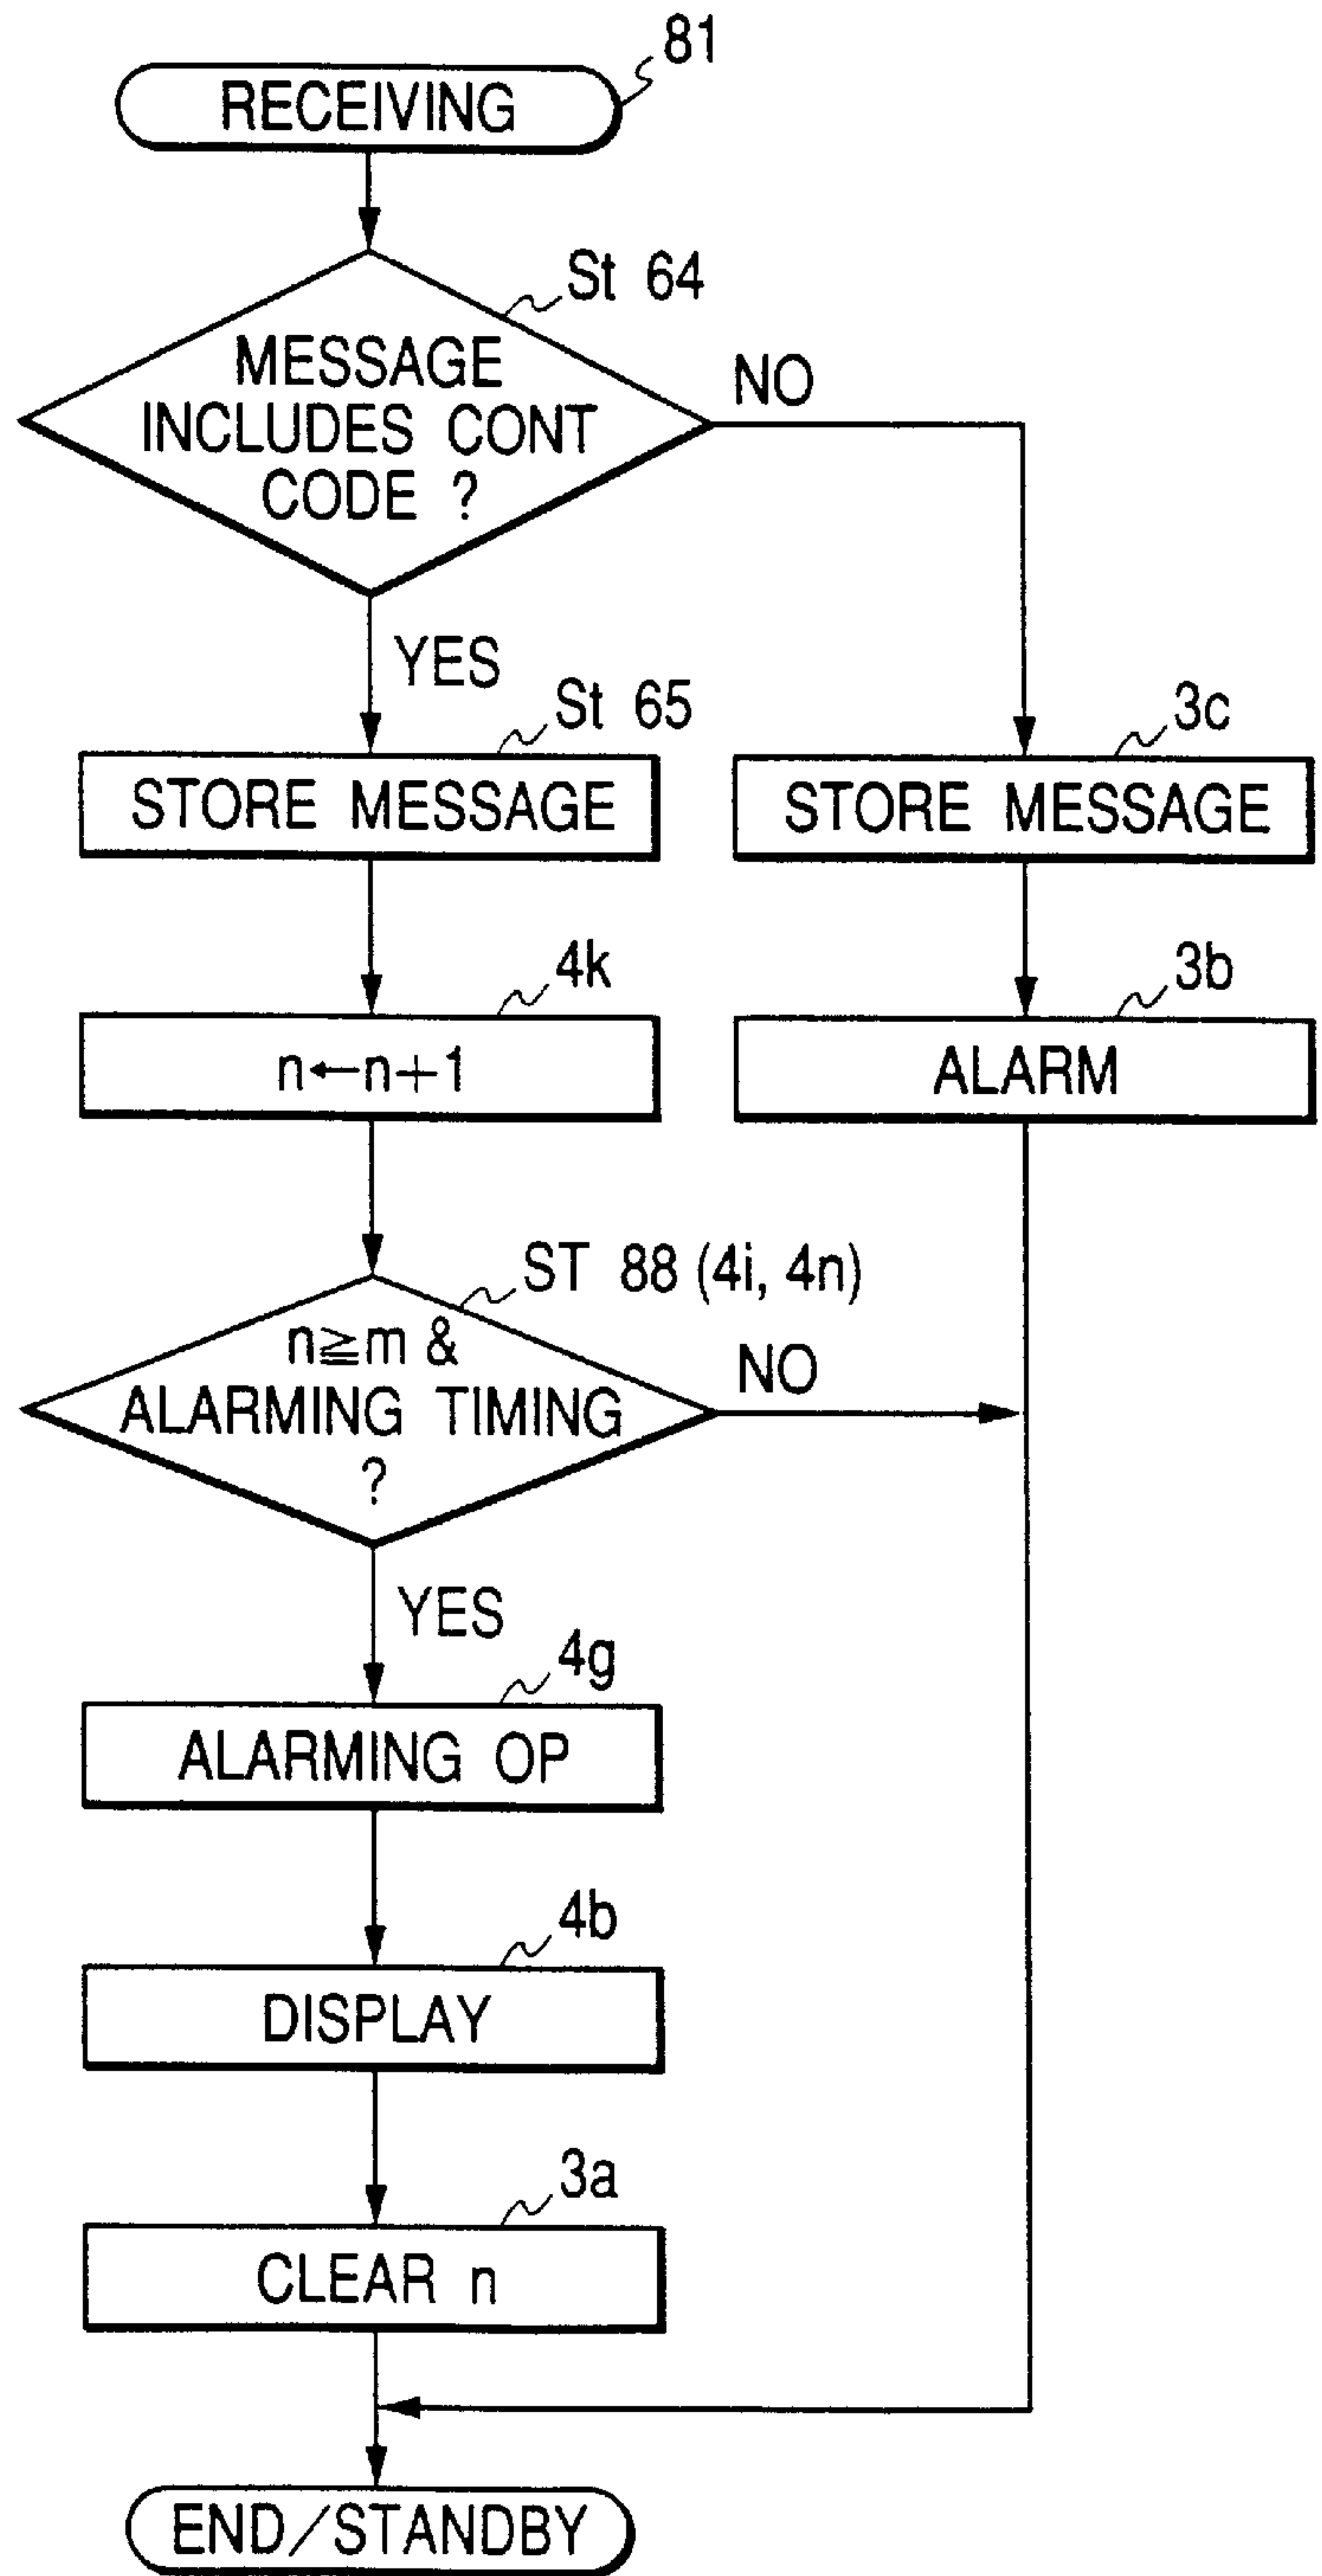 81
RECEIVING
St 64
MESSAGE
INCLUDES CONT
CODE ?
NO
YES
St 65
STORE MESSAGE
3c
STORE MESSAGE
4k
n←n+1
3b
ALARM
ST 88 (4i, 4n)
n≧m &
ALARMING TIMING
?
NO
YES
4g
ALARMING OP
4b
DISPLAY
3a
CLEAR n
END/STANDBY